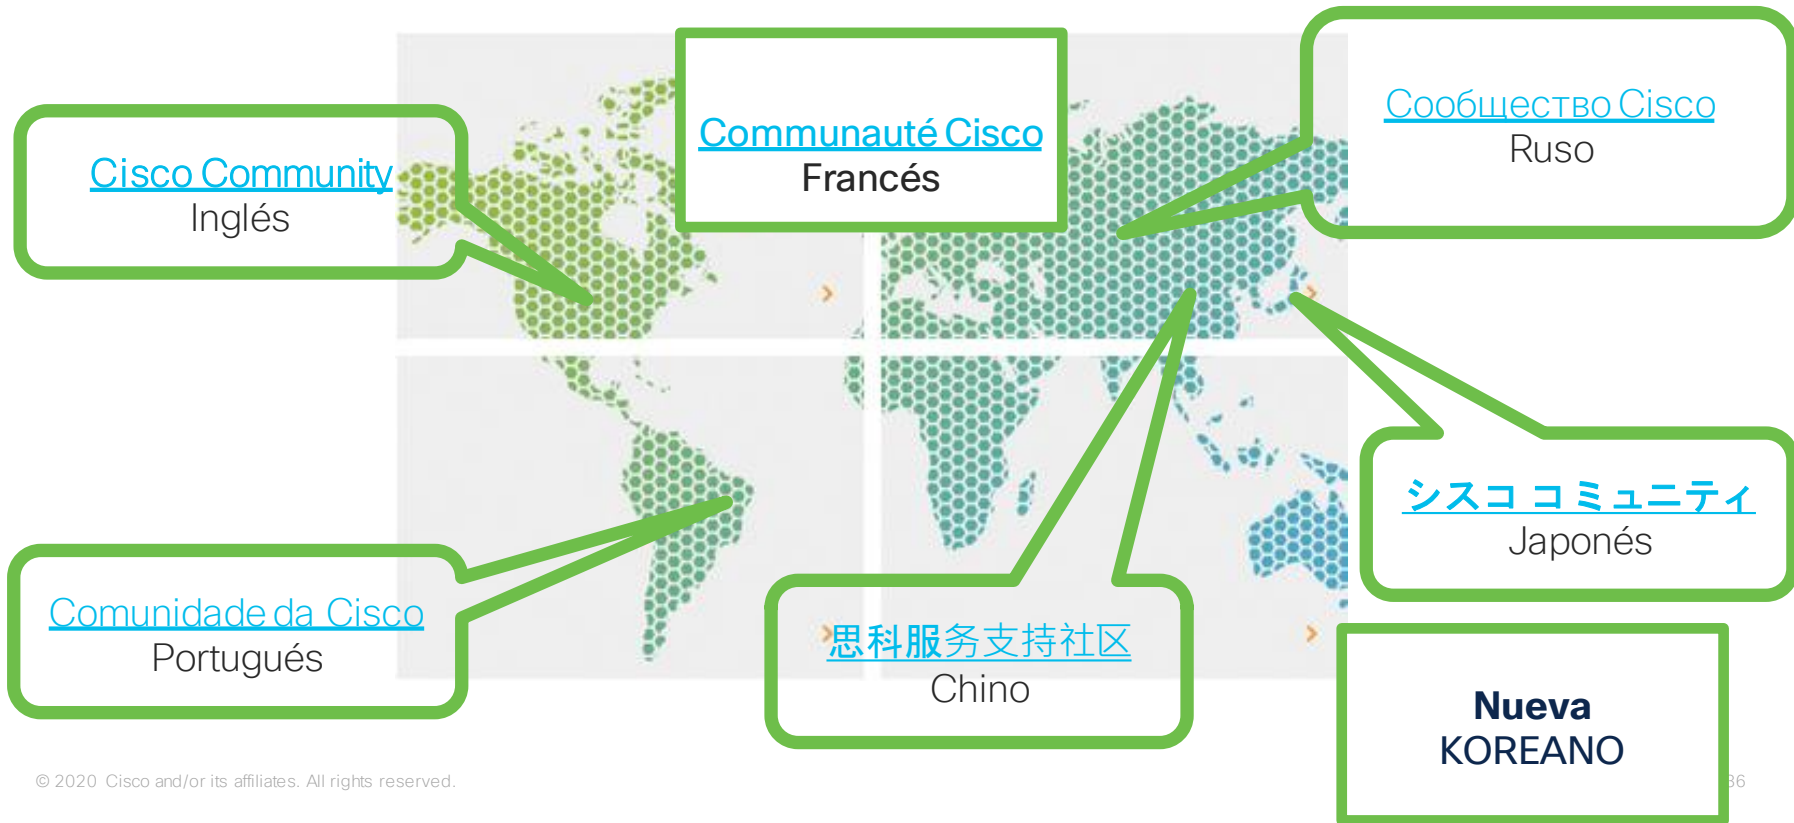 Communauté Cisco
Francés
Сообщество Cisco
Ruso
Cisco Community
Inglés
シスコ コミュニティ
Japonés
Comunidade da Cisco
Portugués
思科服务支持社区
Chino
Nueva
KOREANO
© 2020 Cisco and/or its affiliates. All rights reserved.
36